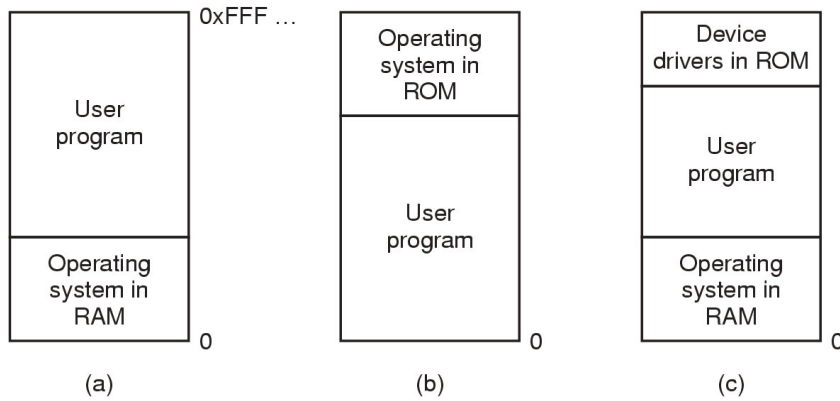 0xFFF ...
User
program
Operating
system in
RAM
0
(a)
Operating
system in
ROM
User
program
0
(b)
Device
drivers in ROM
User
program
Operating
system in
RAM
0
(c)